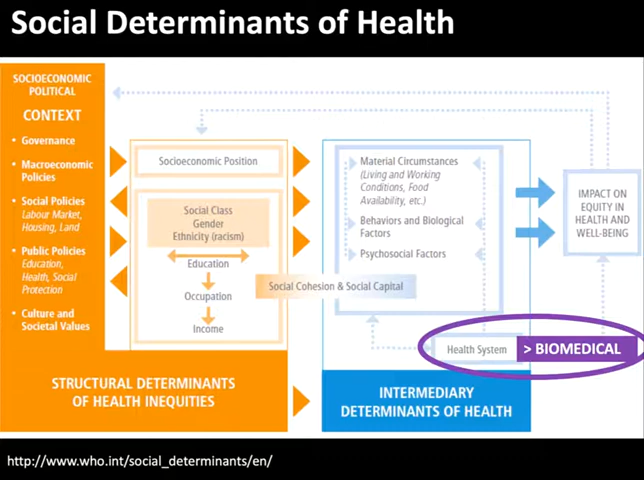 Social Determinants of Health
SOCIOECONOMIC
POLITICAL
CONTEXT
• Governance
• Macroeconomic
Policies
• Social Policies
Labour Market,
Housing, Land
• Public Policies
Education,
Health, Social
Protection
• Culture and
Societal Values
Socioeconomic Position
Social Class
Gender
Ethnicity (racism)
Education
Occupation
Income
Social Cohesion & Social Capital
Material Circumstances
(Living and Working
Conditions, Food
Availability, etc.)
Behaviors and Biological
Factors
Psychosocial Factors
Health System
> BIOMEDICAL
IMPACT ON
EQUITY IN
HEALTH AND
WELL-BEING
STRUCTURAL DETERMINANTS
OF HEALTH INEQUITIES
INTERMEDIARY
DETERMINANTS OF HEALTH
http://www.who.int/social_determinants/en/